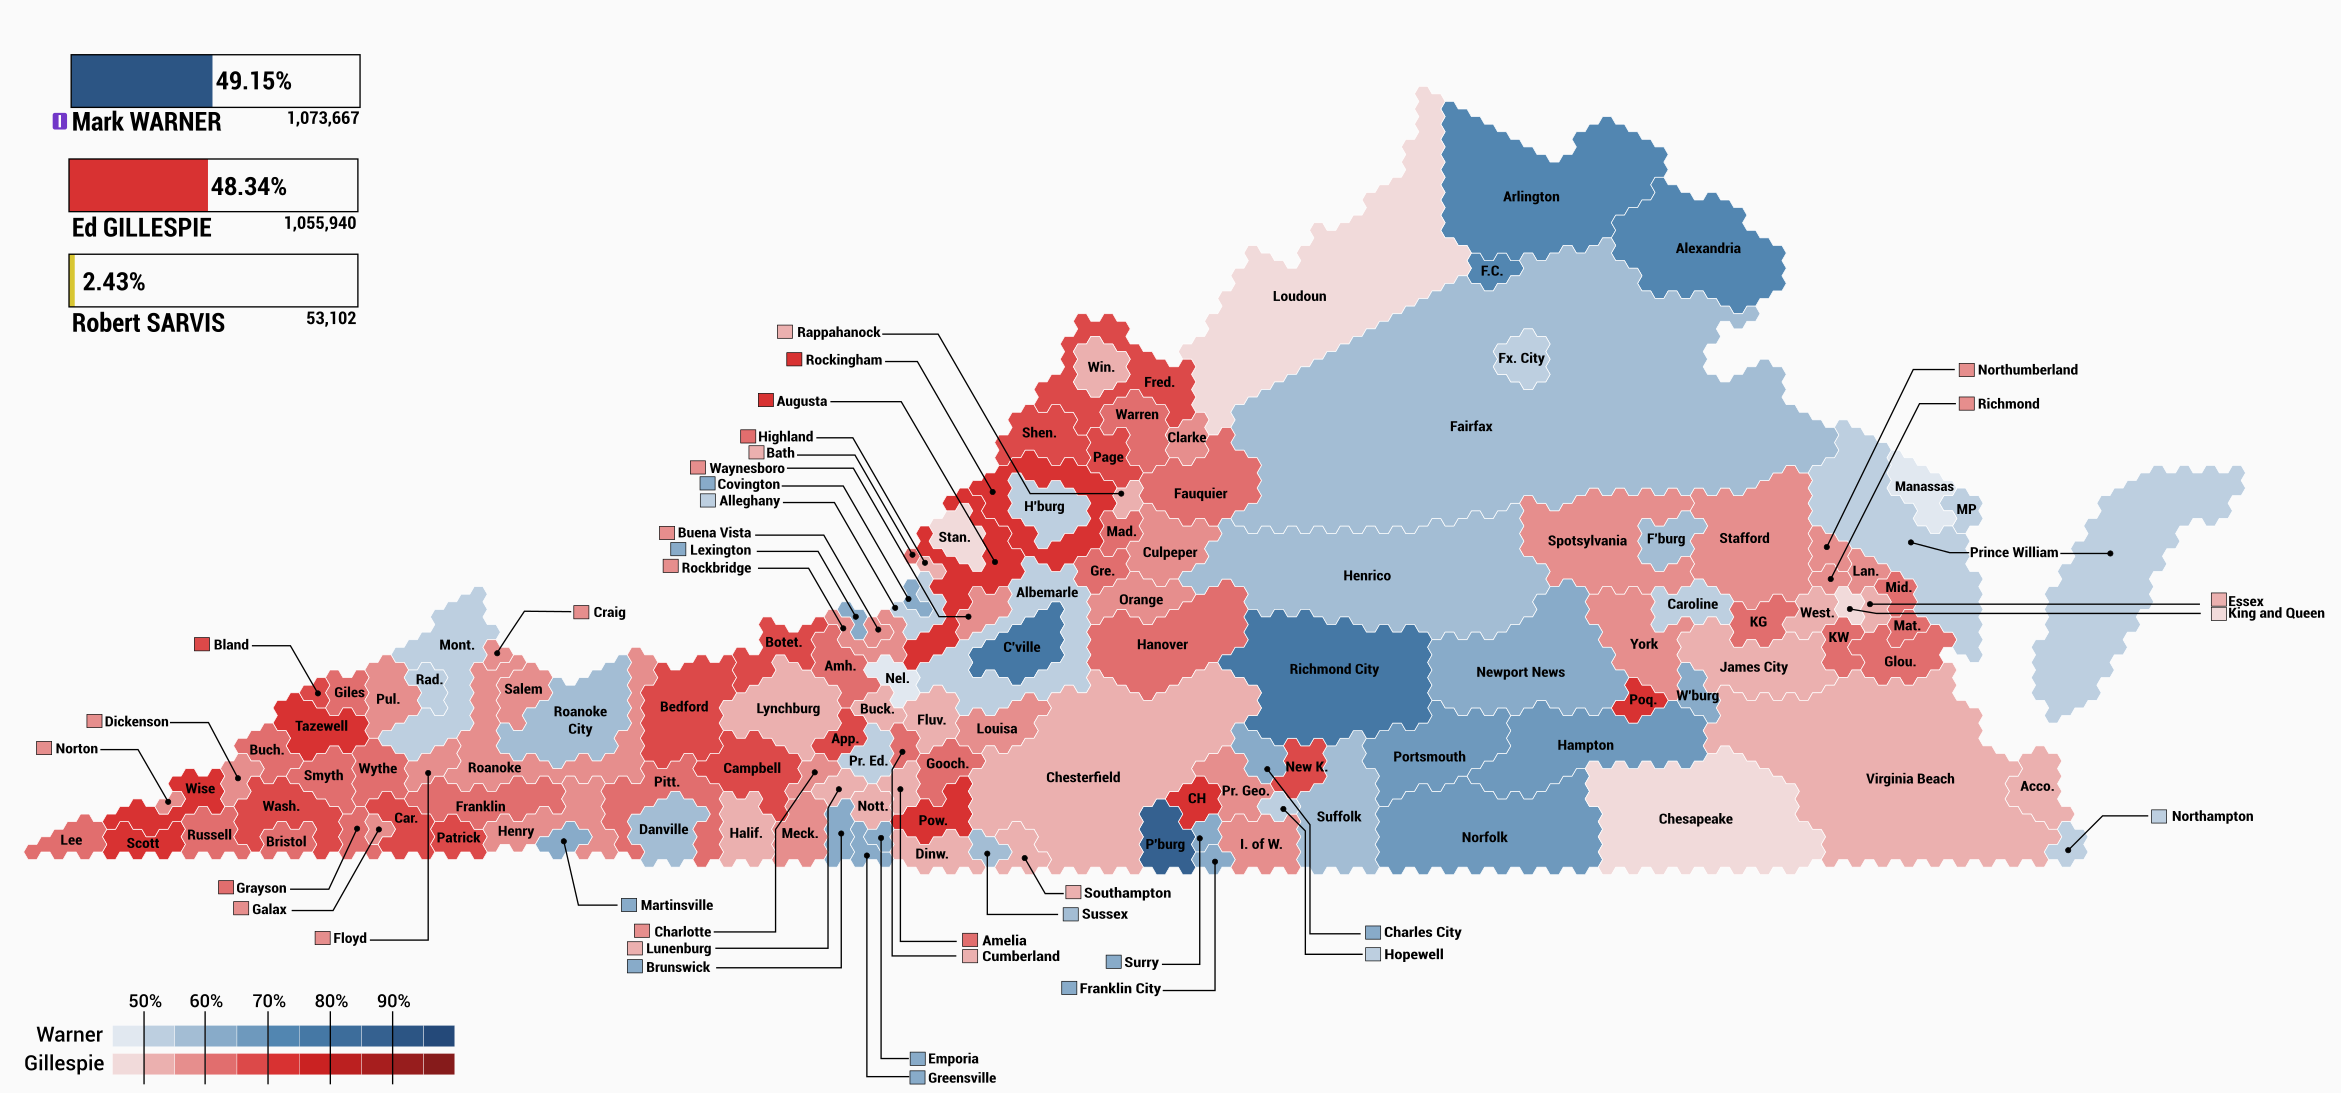 49.15%
I Mark WARNER 1,073,667
48.34%
Ed GILLESPIE 1,055,940
2.43%
Robert SARVIS 53,102
Arlington
Alexandria
F.C.
Loudoun
Rappahanock
Rockingham
Fx. City
Win.
Fred.
Northumberland
Augusta
Richmond
Warren
Fairfax
Shen.
Clarke
Highland
Bath
Page
Waynesboro
Covington
Manassas
Alleghany
Fauquier
H'burg
MP
Buena Vista
Stan.
Mad.
Spotsylvania
F'burg
Stafford
Lexington
Culpeper
Prince William
Rockbridge
Gre.
Henrico
Lan.
Mid.
Albemarle
Orange
Caroline
Essex
Craig
West.
King and Queen
KG
Mat.
Bland
Mont.
Botet.
C'ville
Hanover
York
KW
Amh.
Richmond City
Newport News
James City
Glou.
Nel.
Rad.
Giles
Pul.
Salem
W'burg
Poq.
Bedford
Lynchburg
Buck.
Roanoke
City
Fluv.
Dickenson
Tazewell
Louisa
App.
Norton
Buch.
Hampton
Pr. Ed.
Portsmouth
Gooch.
New K.
Smyth
Wythe
Roanoke
Campbell
Chesterfield
Virginia Beach
Pitt.
Wise
Acco.
Pr. Geo.
CH
Wash.
Franklin
Nott.
Car.
Suffolk
Chesapeake
Northampton
Pow.
Lee
Scott
Russell
Bristol
Patrick
Henry
Danville
Halif.
Meck.
Norfolk
P'burg
I. of W.
Dinw.
Grayson
Southampton
Galax
Martinsville
Sussex
Floyd
Charlotte
Amelia
Charles City
Lunenburg
Cumberland
Hopewell
Brunswick
Surry
Franklin City
50% 60% 70% 80% 90%
Warner
Gillespie
Emporia
Greensville